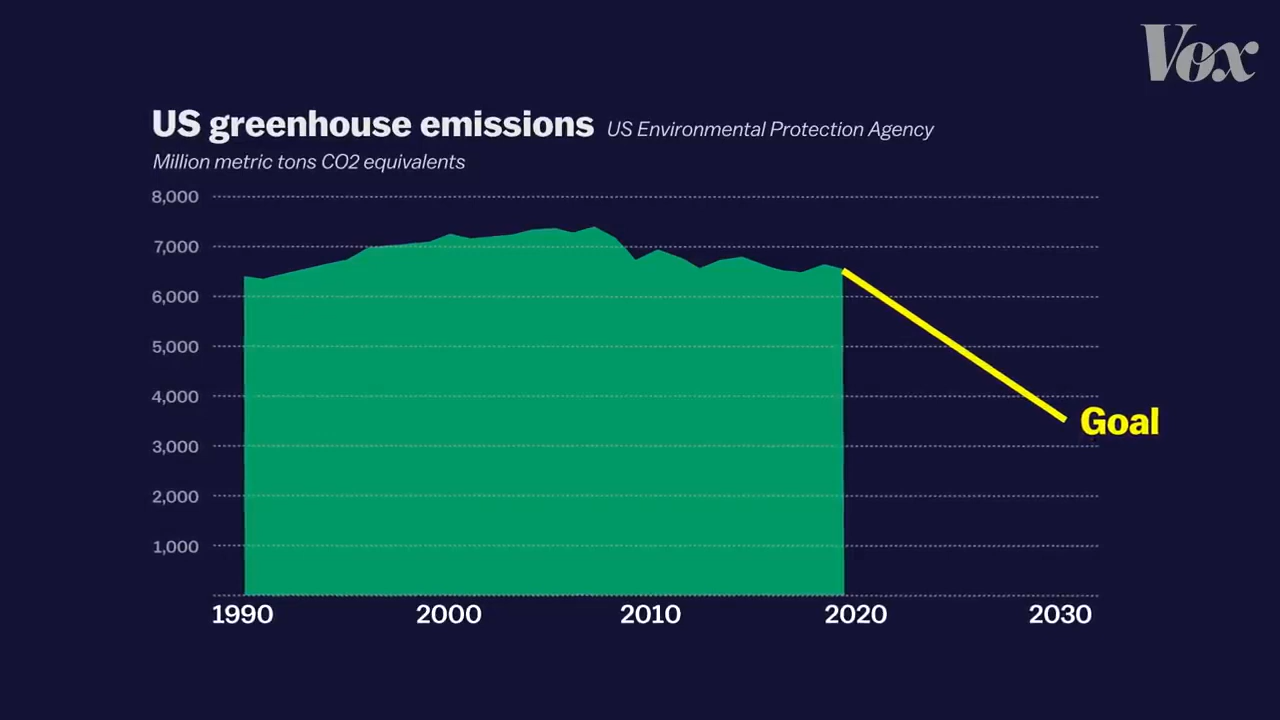 Vox
US greenhouse emissions US Environmental Protection Agency
Million metric tons CO2 equivalents
8,000
7,000
6,000
5,000
4,000
Goal
3,000
2,000
1,000
1990 2000 2010 2020 2030